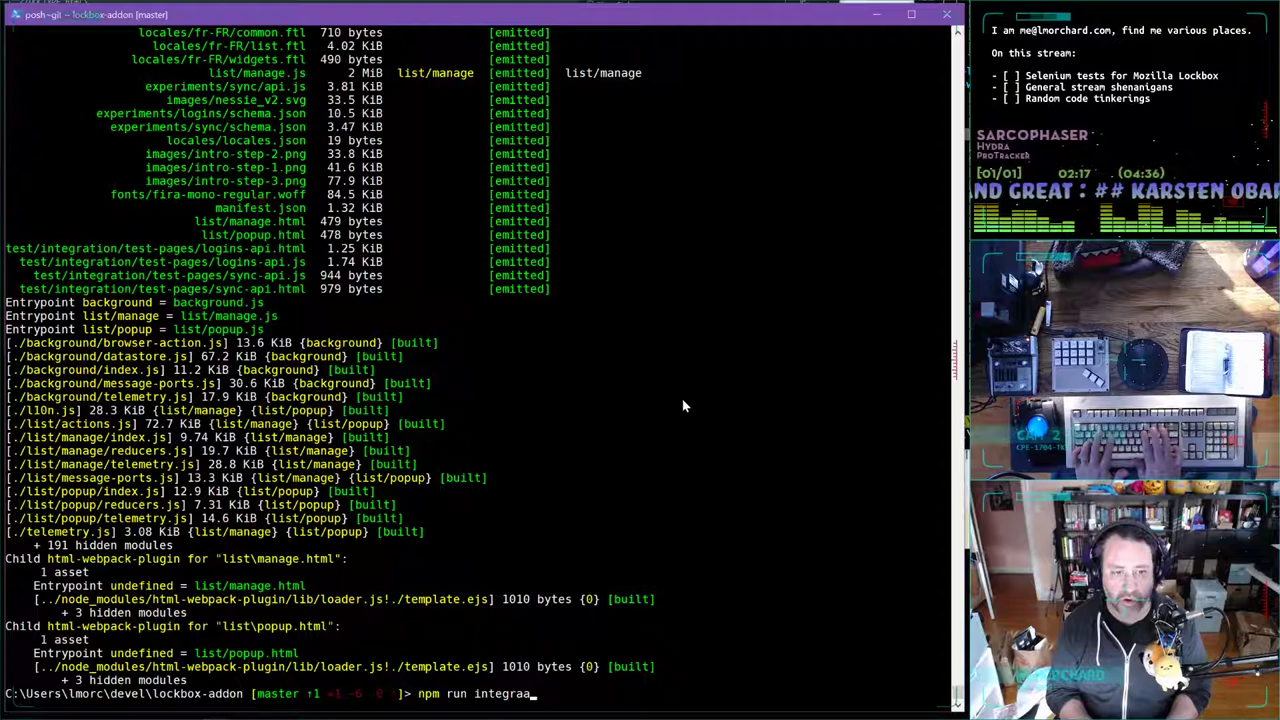 posh~git ~ lockbox-addon [master]
locales/fr-FR/common.ftl 710 bytes [emitted]
locales/fr-FR/list.ftl 4.02 KiB [emitted]
locales/fr-FR/widgets.ftl 490 bytes [emitted]
list/manage.js 2 MiB list/manage [emitted] list/manage
experiments/sync/api.js 3.81 KiB [emitted]
images/nessie_v2.svg 33.5 KiB [emitted]
experiments/logins/schema.json 10.5 KiB [emitted]
experiments/sync/schema.json 3.47 KiB [emitted]
locales/locales.json 19 bytes [emitted]
images/intro-step-2.png 33.8 KiB [emitted]
images/intro-step-1.png 41.6 KiB [emitted]
images/intro-step-3.png 77.9 KiB [emitted]
fonts/fira-mono-regular.woff 84.5 KiB [emitted]
manifest.json 1.32 KiB [emitted]
list/manage.html 479 bytes [emitted]
list/popup.html 478 bytes [emitted]
test/integration/test-pages/logins-api.html 1.25 KiB [emitted]
test/integration/test-pages/logins-api.js 1.74 KiB [emitted]
test/integration/test-pages/sync-api.js 944 bytes [emitted]
test/integration/test-pages/sync-api.html 979 bytes [emitted]
Entrypoint background = background.js
Entrypoint list/manage = list/manage.js
Entrypoint list/popup = list/popup.js
[./background/browser-action.js] 13.6 KiB {background} [built]
[./background/datastore.js] 67.2 KiB {background} [built]
[./background/index.js] 11.2 KiB {background} [built]
[./background/message-ports.js] 30.6 KiB {background} [built]
[./background/telemetry.js] 17.9 KiB {background} [built]
[./l10n.js] 28.3 KiB {list/manage} {list/popup} [built]
[./list/actions.js] 72.7 KiB {list/manage} {list/popup} [built]
[./list/manage/index.js] 9.74 KiB {list/manage} [built]
[./list/manage/reducers.js] 19.7 KiB {list/manage} [built]
[./list/manage/telemetry.js] 28.8 KiB {list/manage} [built]
[./list/message-ports.js] 13.3 KiB {list/manage} {list/popup} [built]
[./list/popup/index.js] 12.9 KiB {list/popup} [built]
[./list/popup/reducers.js] 7.31 KiB {list/popup} [built]
[./list/popup/telemetry.js] 14.6 KiB {list/popup} [built]
[./telemetry.js] 3.08 KiB {list/manage} {list/popup} [built]
+ 191 hidden modules
Child html-webpack-plugin for "list\manage.html":
1 asset
Entrypoint undefined = list/manage.html
[../node_modules/html-webpack-plugin/lib/loader.js!./template.ejs] 1010 bytes {0} [built]
+ 3 hidden modules
Child html-webpack-plugin for "list\popup.html":
1 asset
Entrypoint undefined = list/popup.html
[../node_modules/html-webpack-plugin/lib/loader.js!./template.ejs] 1010 bytes {0} [built]
+ 3 hidden modules
C:\Users\lmorc\devel\lockbox-addon [master ↑1 +1 ~6 ]> npm run integraa_
I am me@lmorchard.com, find me various places.
On this stream:
- [ ] Selenium tests for Mozilla Lockbox
- [ ] General stream shenanigans
- [ ] Random code tinkerings
SARCOPHASER
HYDRA
PROTRACKER
[01/01] 02:17 (04:36)
ND GREAT : ## KARSTEN OBAR
CAM 2